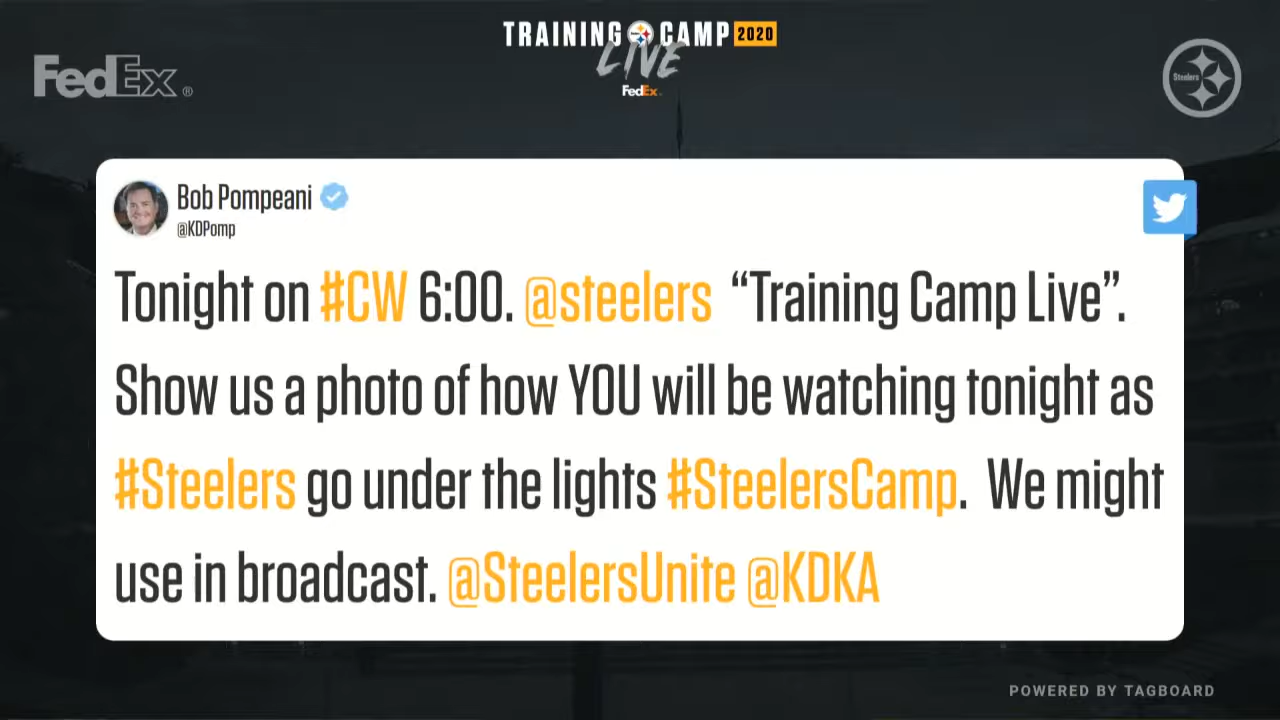 TRAINING CAMP 2020
LIVE
FedEx
FedEx ®
Steelers
Bob Pompeani
@KDPomp
Tonight on #CW 6:00. @steelers “Training Camp Live”.
Show us a photo of how YOU will be watching tonight as
#Steelers go under the lights #SteelersCamp. We might
use in broadcast. @SteelersUnite @KDKA
POWERED BY TAGBOARD